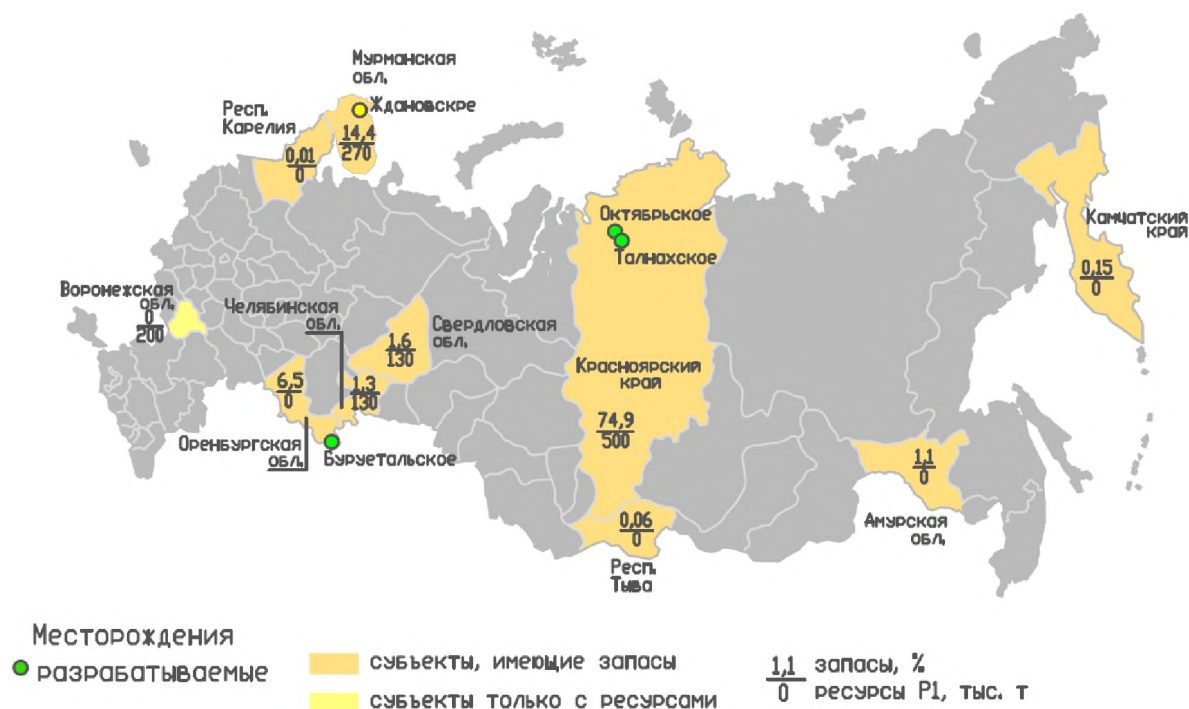 Мурманская
обл.
Ждановскре
14,4
270
Респ.
Карелия
0,01
0
Октябрьское
Талнахское
Камчатский
край
0,15
0
Воронежская
обл.
0
200
Челябинская
обл.
Свердловская
обл.
1,6
130
Красноярский
край
74,9
500
6,5
0
1,3
130
Оренбургская
обл.
Буруетальское
1,1
0
Амурская
обл.
0,06
0
Респ.
Тыва
Месторождения
разрабатываемые
субъекты, имеющие запасы
субъекты только с ресурсами
1,1 запасы, %
0 ресурсы P1, тыс. т